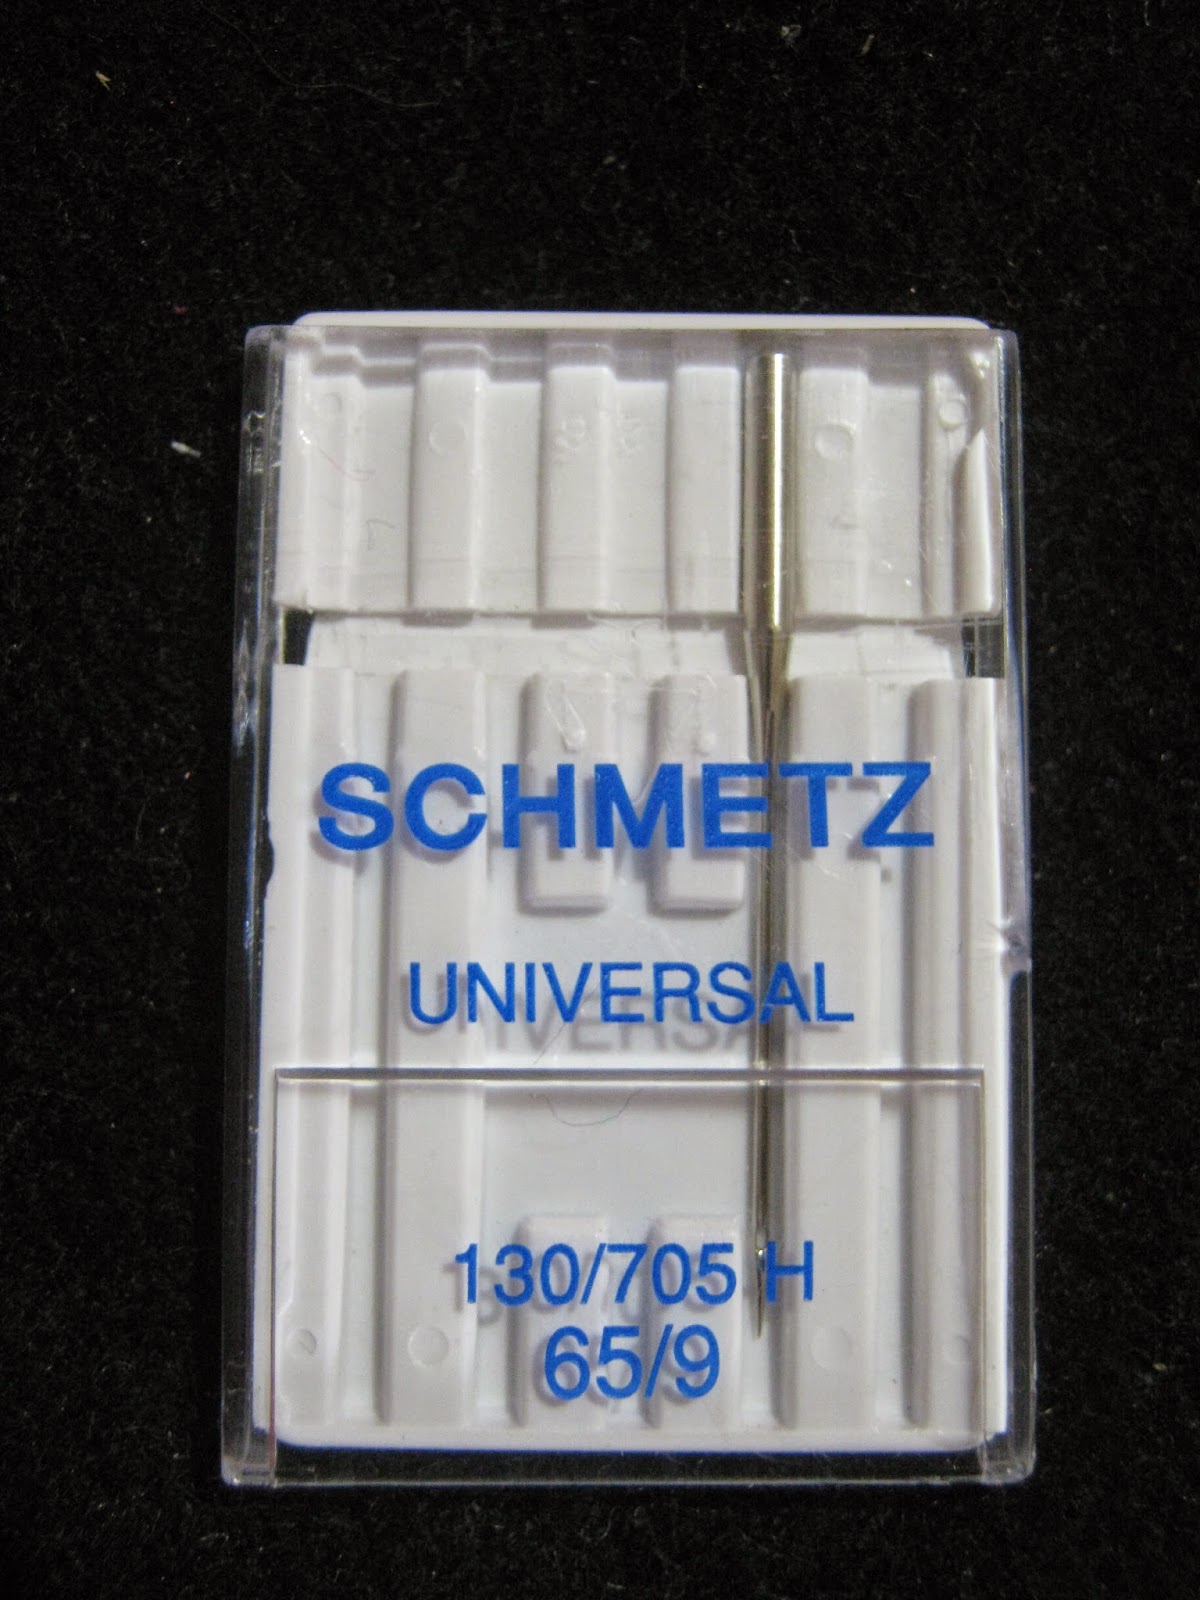 SCHMETZ
UNIVERSAL
130/705 H
65/9